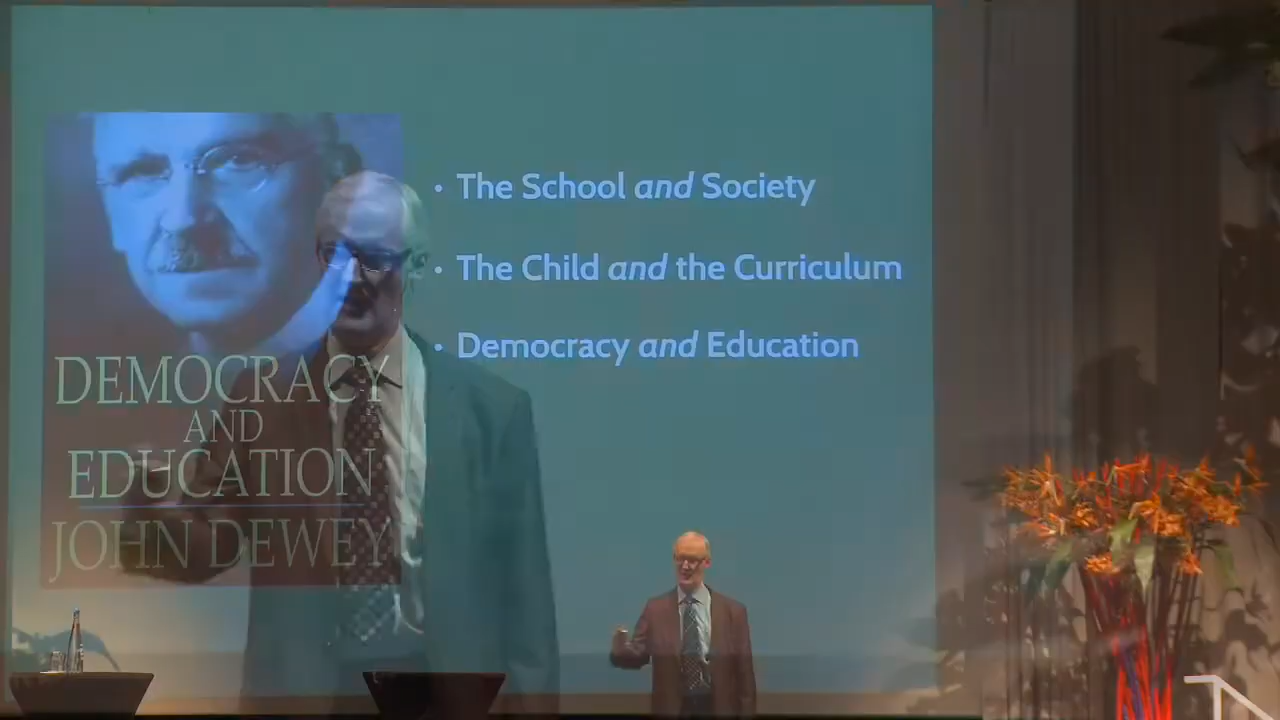 DEMOCRACY
AND
EDUCATION
JOHN DEWEY
• The School and Society
• The Child and the Curriculum
• Democracy and Education